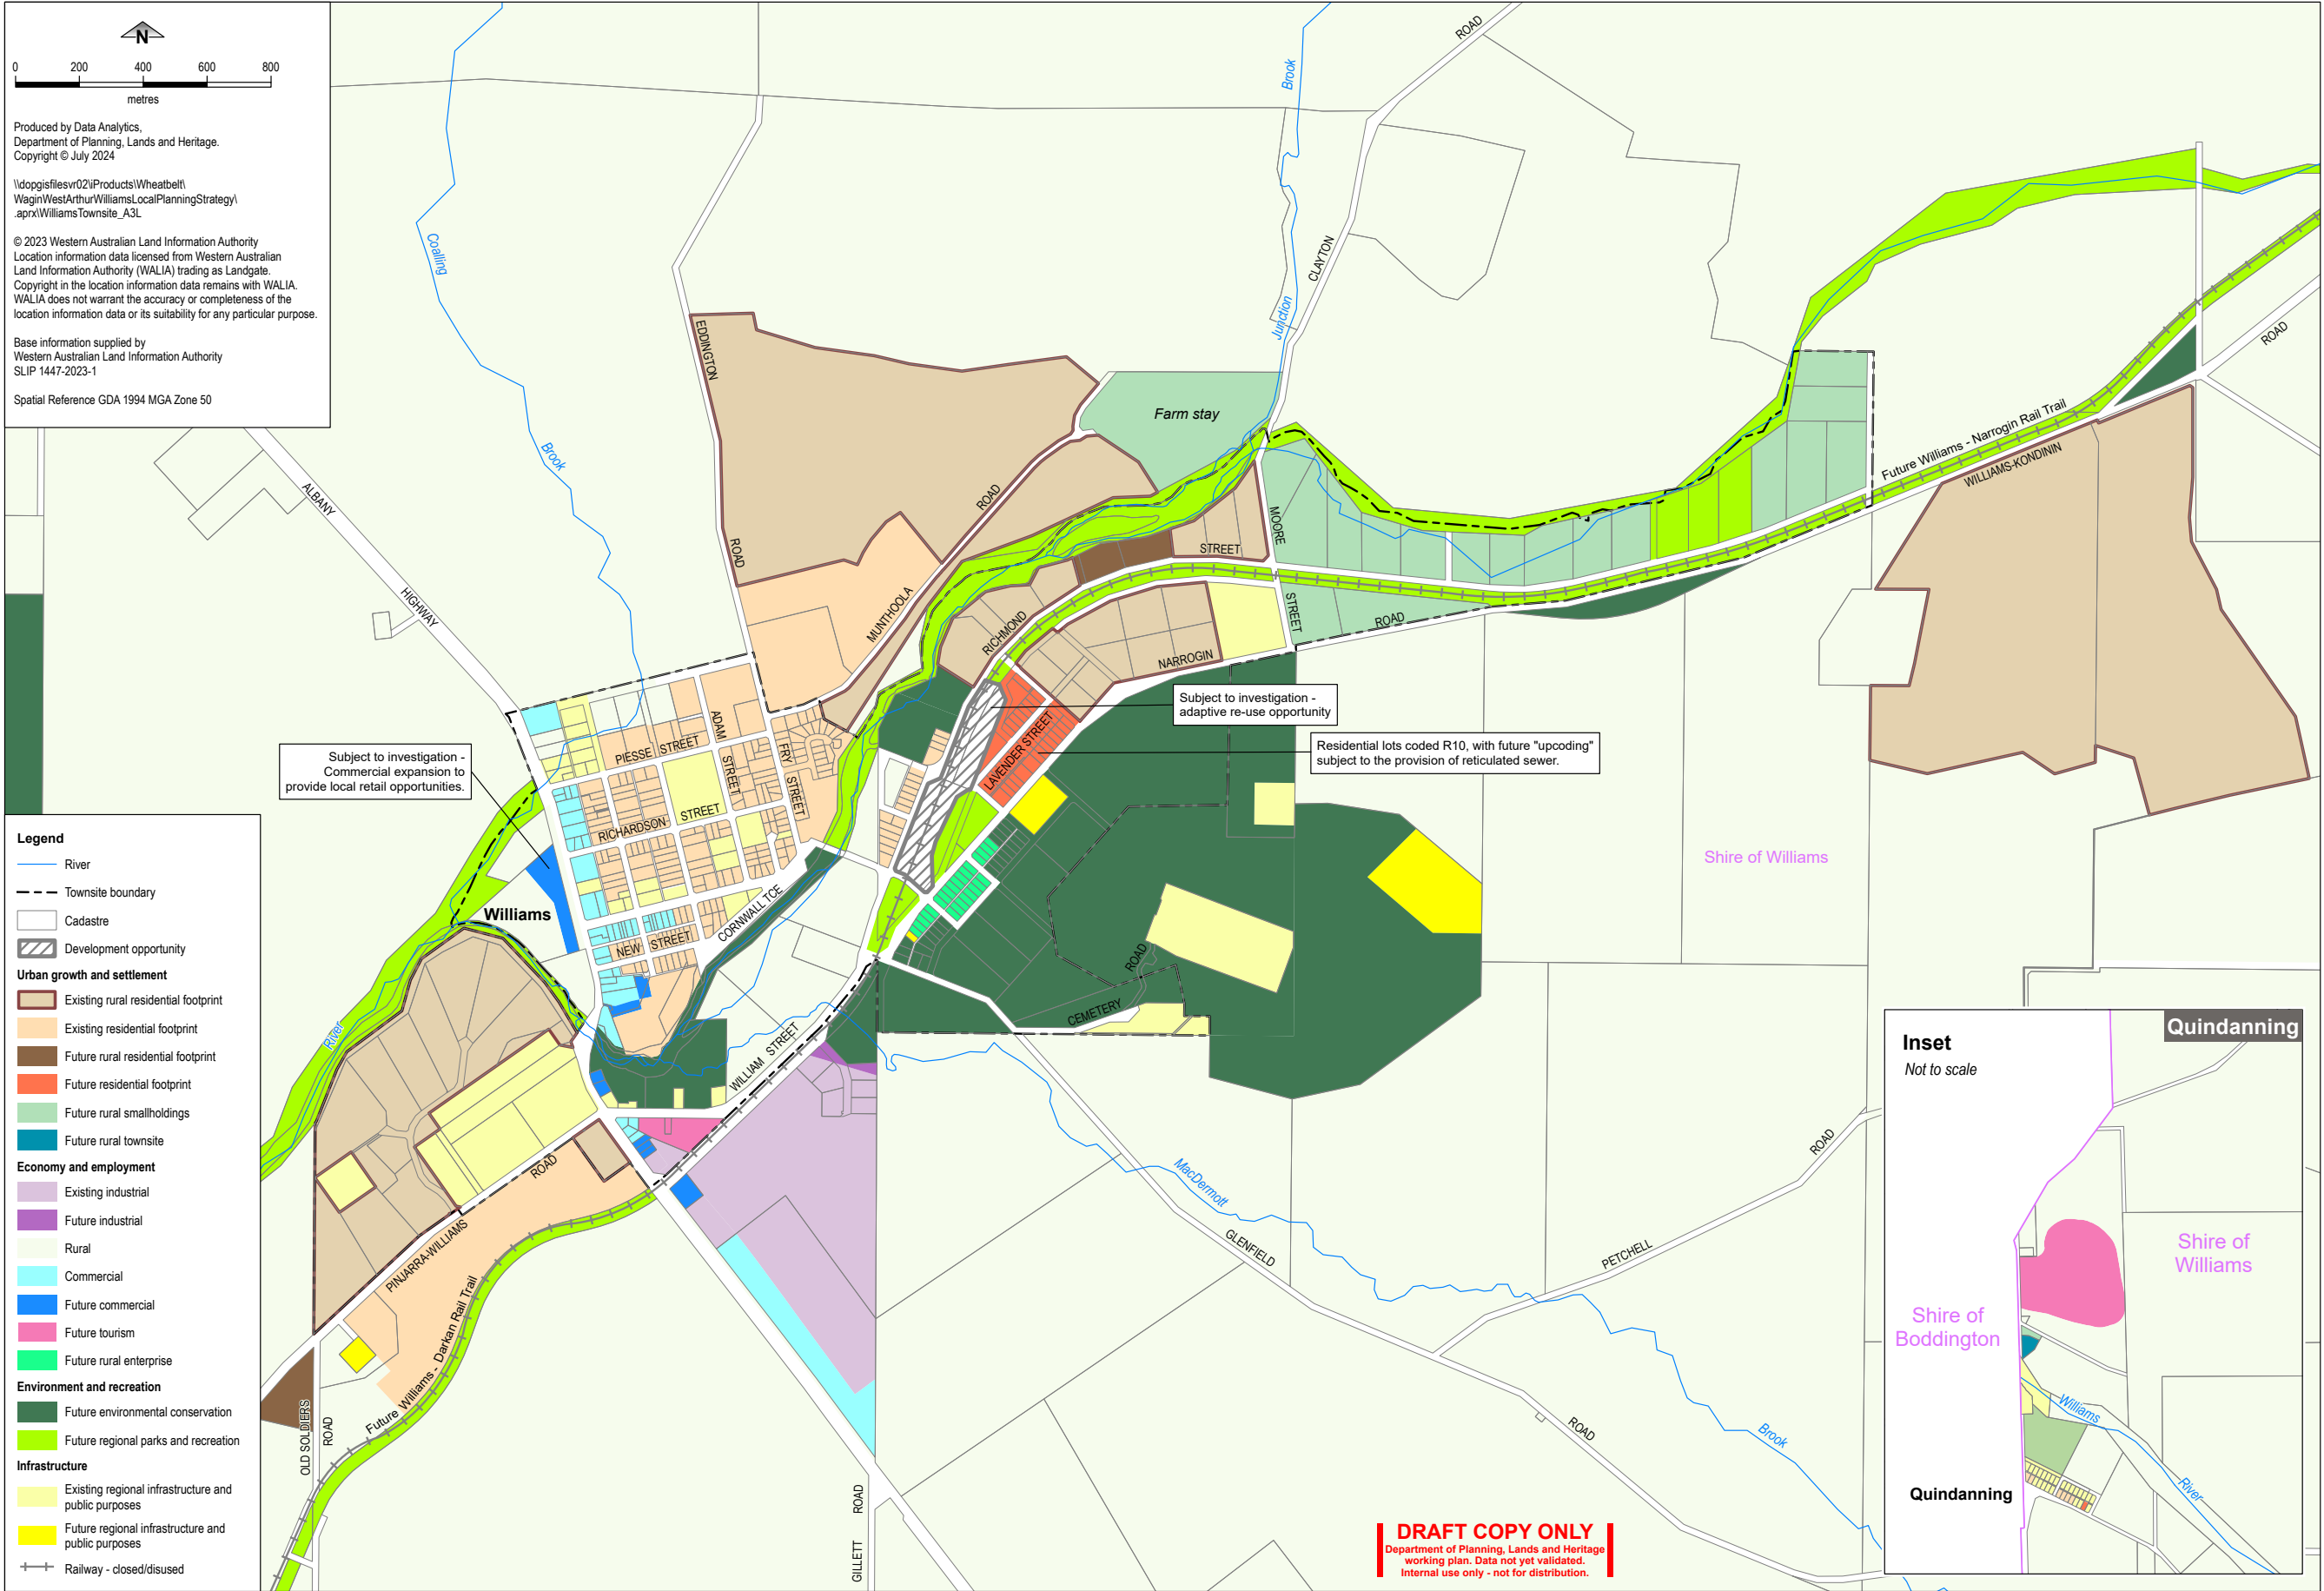 N
0 200 400 600 800
metres
Produced by Data Analytics,
Department of Planning, Lands and Heritage.
Copyright © July 2024
\\dopgisfilesvr02\iProducts\Wheatbelt\
WaginWestArthurWilliamsLocalPlanningStrategy\
.aprx\WilliamsTownsite_A3L
© 2023 Western Australian Land Information Authority
Location information data licensed from Western Australian
Land Information Authority (WALIA) trading as Landgate.
Copyright in the location information data remains with WALIA.
WALIA does not warrant the accuracy or completeness of the
location information data or its suitability for any particular purpose.
Base information supplied by
Western Australian Land Information Authority
SLIP 1447-2023-1
Spatial Reference GDA 1994 MGA Zone 50
Coalling
Brook
Junction
Brook
CLAYTON
ROAD
EDDINGTON
ROAD
Farm stay
ALBANY
HIGHWAY
MUNTHOOLA
ROAD
MOORE
STREET
RICHMOND
STREET
NARROGIN
ROAD
Future Williams - Narrogin Rail Trail
WILLIAMS-KONDININ
ROAD
Subject to investigation -
adaptive re-use opportunity
Residential lots coded R10, with future "upcoding"
subject to the provision of reticulated sewer.
Subject to investigation -
Commercial expansion to
provide local retail opportunities.
PIESSE STREET
ADAM
STREET
FRY
STREET
RICHARDSON STREET
LAVENDER STREET
Williams
NEW STREET
CORNWALL TCE
WILLIAM STREET
CEMETERY
ROAD
Shire of Williams
River
PINJARRA-WILLIAMS
ROAD
Future Williams - Darkan Rail Trail
OLD SOLDIERS
ROAD
MacDermott
Brook
GLENFIELD
ROAD
PETCHELL
ROAD
GILLETT ROAD
Legend
River
Townsite boundary
Cadastre
Development opportunity
Urban growth and settlement
Existing rural residential footprint
Existing residential footprint
Future rural residential footprint
Future residential footprint
Future rural smallholdings
Future rural townsite
Economy and employment
Existing industrial
Future industrial
Rural
Commercial
Future commercial
Future tourism
Future rural enterprise
Environment and recreation
Future environmental conservation
Future regional parks and recreation
Infrastructure
Existing regional infrastructure and
public purposes
Future regional infrastructure and
public purposes
Railway - closed/disused
DRAFT COPY ONLY
Department of Planning, Lands and Heritage
working plan. Data not yet validated.
Internal use only - not for distribution.
Quindanning
Inset
Not to scale
Shire of
Williams
Shire of
Boddington
Williams
River
Quindanning